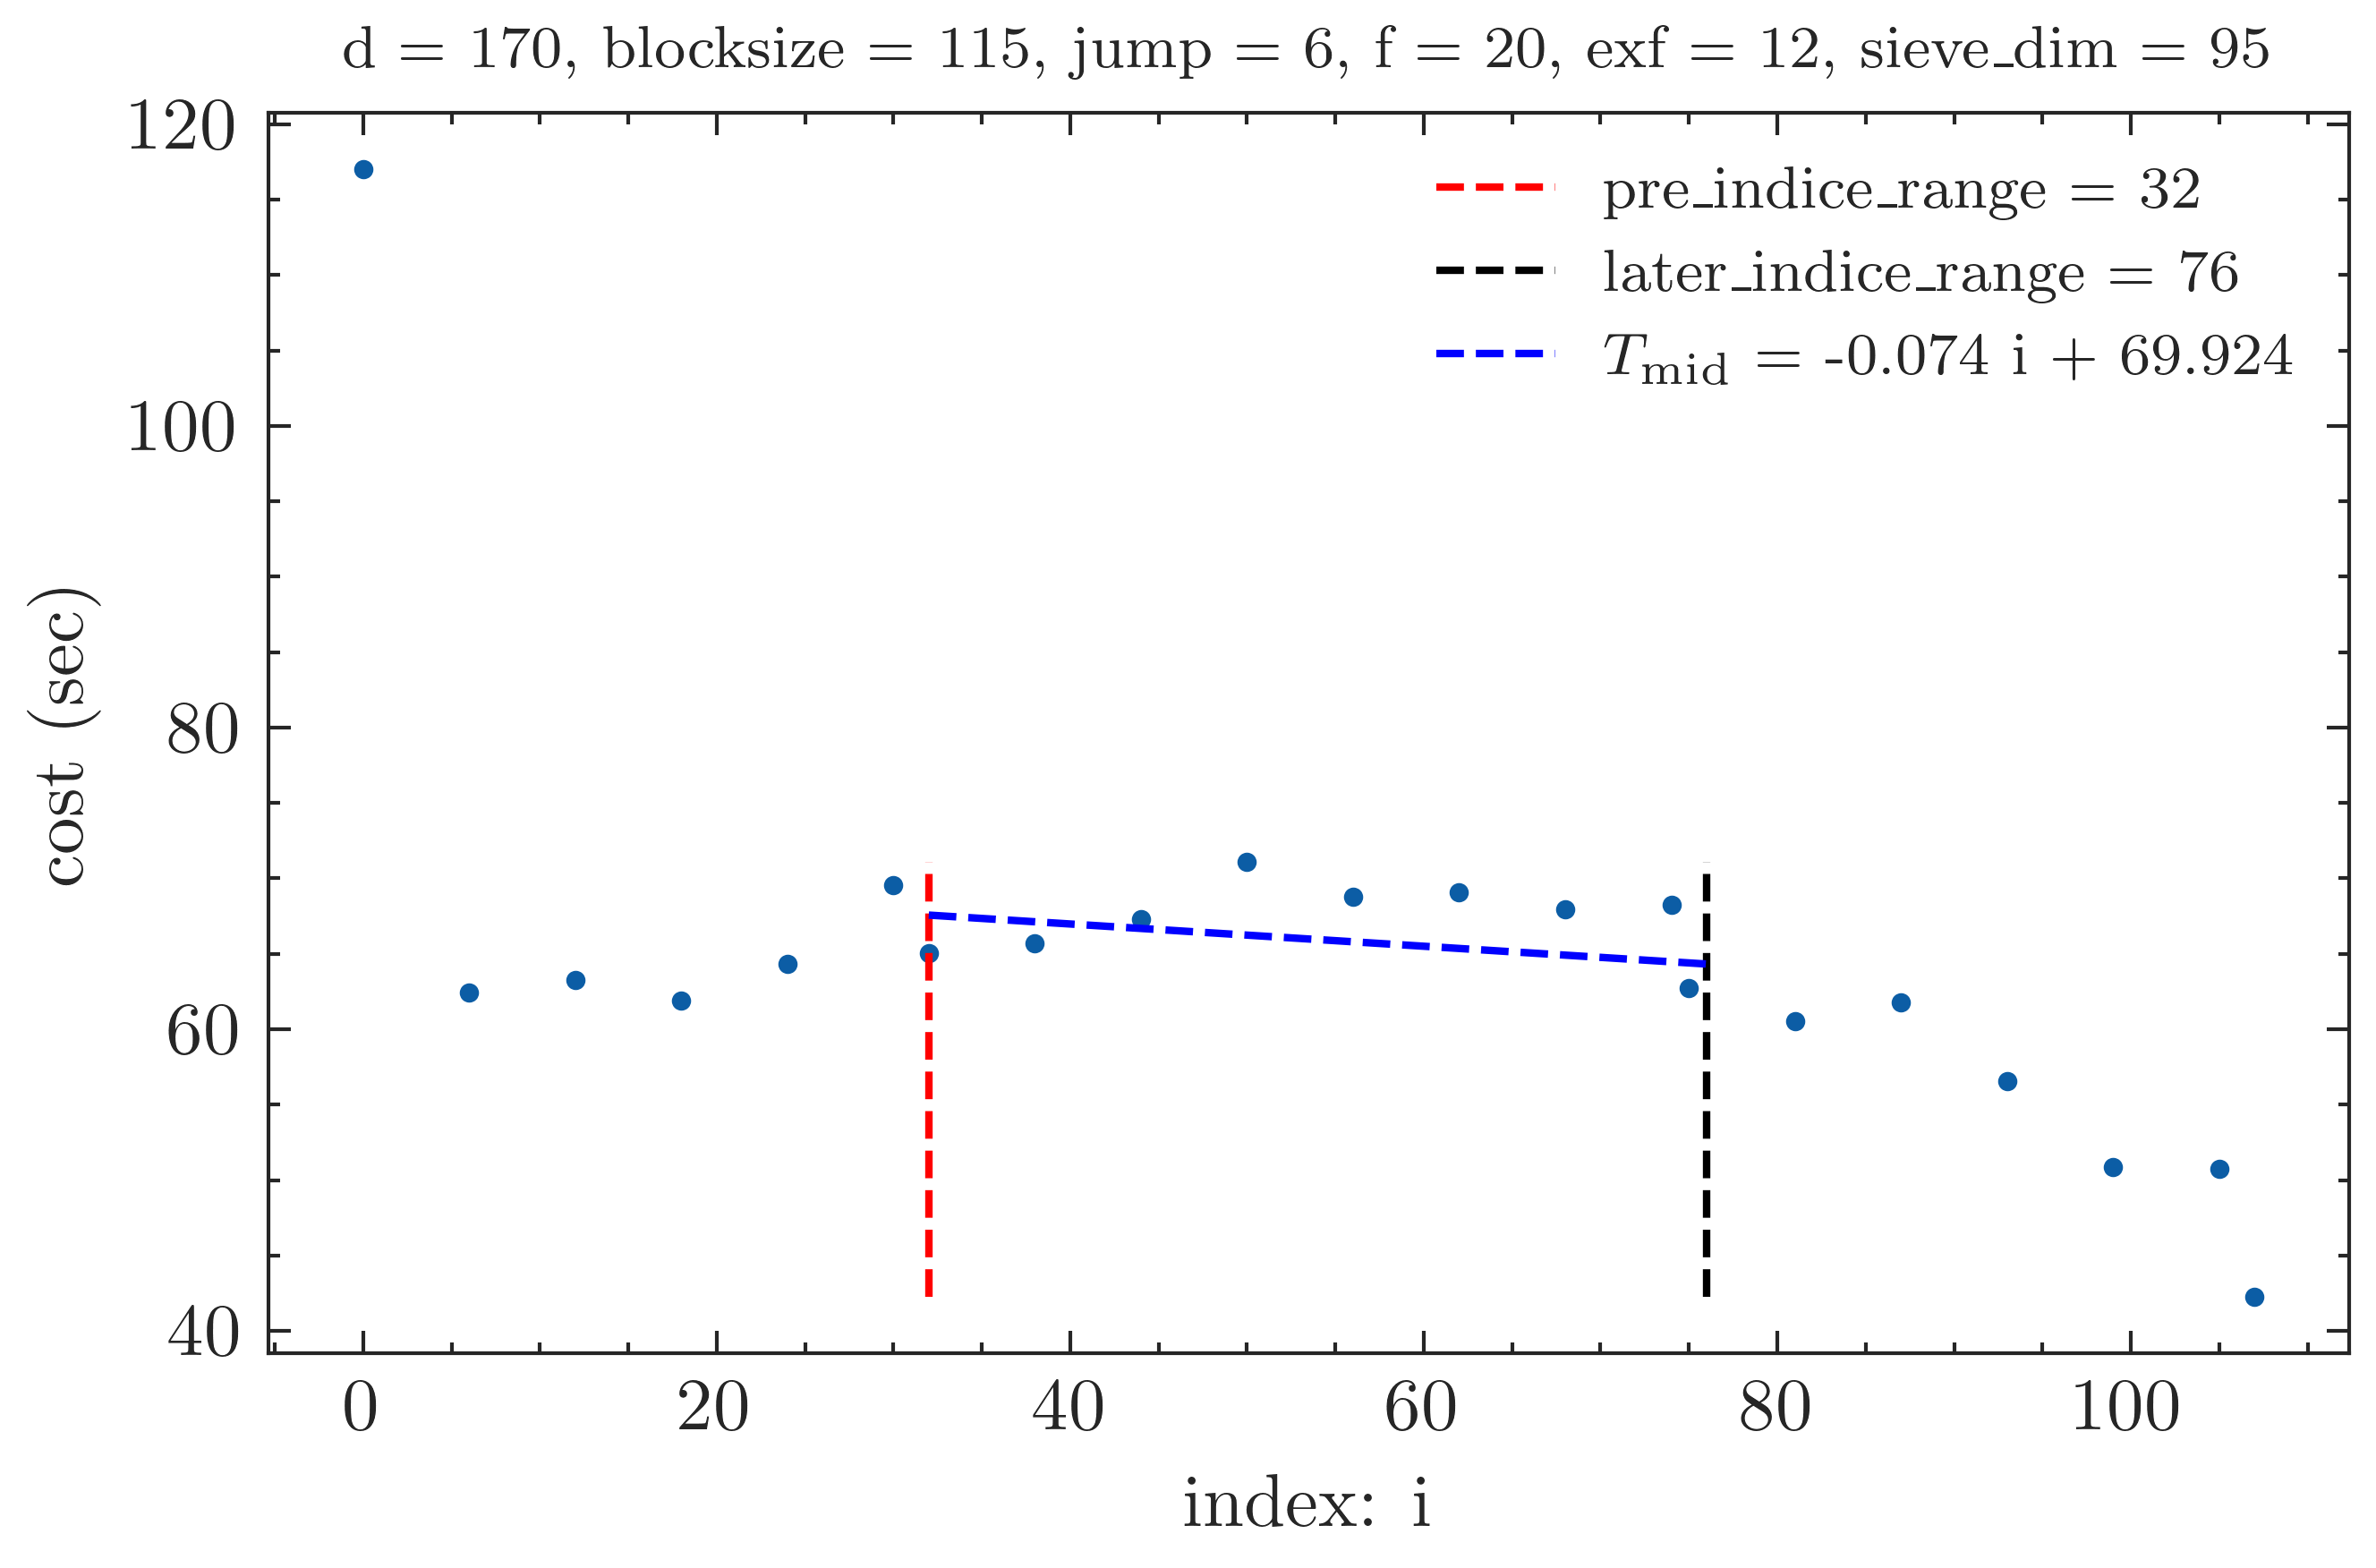 d = 170, blocksize = 115, jump = 6, f = 20, exf = 12, sieve_dim = 95
120
100
80
60
40
cost (sec)
pre_indice_range = 32
later_indice_range = 76
T_mid = -0.074 i + 69.924
0 20 40 60 80 100
index: i